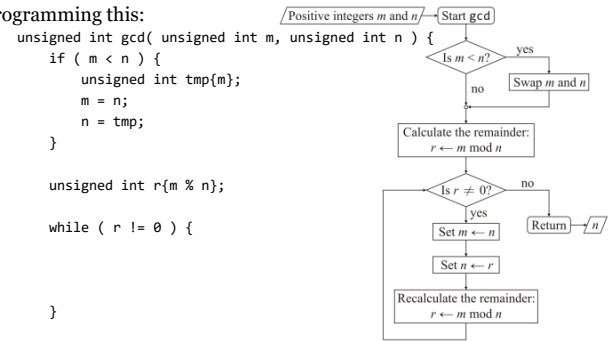 rogramming this:
unsigned int gcd( unsigned int m, unsigned int n ) {
if ( m < n ) {
unsigned int tmp{m};
m = n;
n = tmp;
}
unsigned int r{m % n};
while ( r != 0 ) {
}
Positive integers m and n
Start gcd
Is m < n?
yes
no
Swap m and n
Calculate the remainder:
r ← m mod n
Is r ≠ 0?
no
yes
Return
n
Set m ← n
Set n ← r
Recalculate the remainder:
r ← m mod n